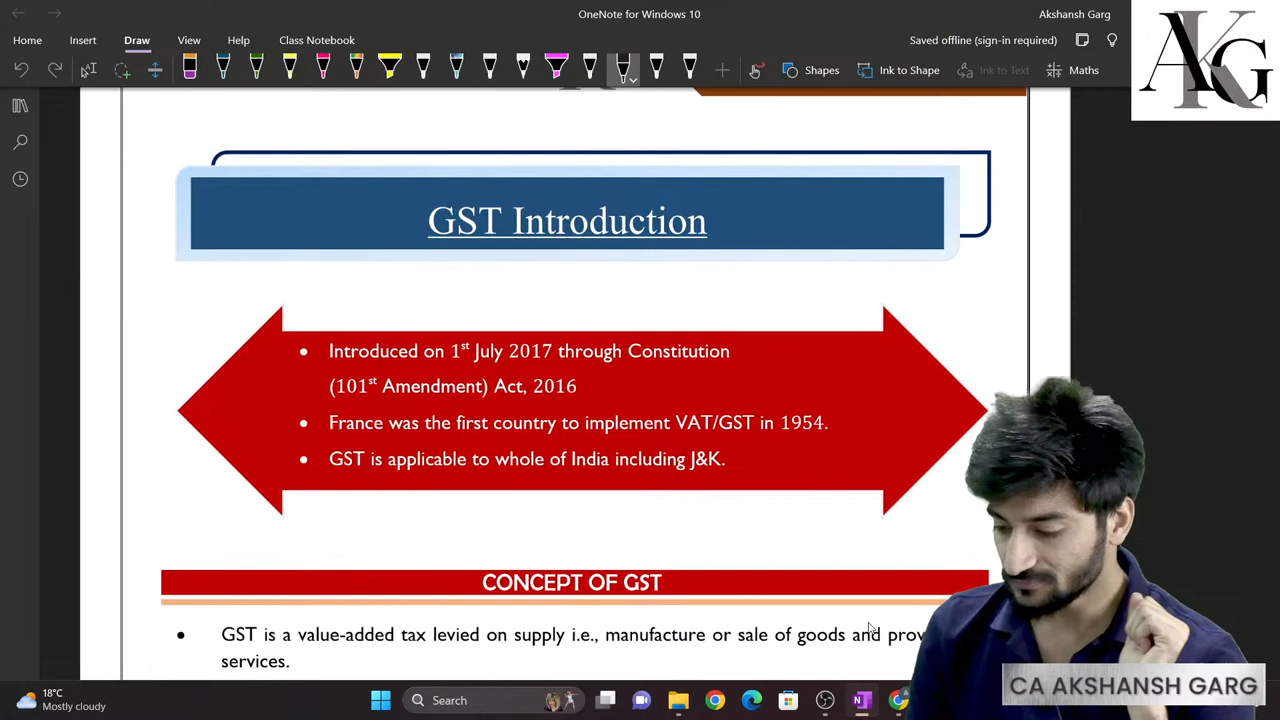 OneNote for Windows 10
Akshansh Garg
Home Insert Draw View Help Class Notebook
Saved offline (sign-in required)
Shapes Ink to Shape Ink to Text Maths
AKG
GST Introduction
• Introduced on 1st July 2017 through Constitution
(101st Amendment) Act, 2016
• France was the first country to implement VAT/GST in 1954.
• GST is applicable to whole of India including J&K.
CONCEPT OF GST
• GST is a value-added tax levied on supply i.e., manufacture or sale of goods and
services.
CA AKSHANSH GARG
18°C
Mostly cloudy
Search